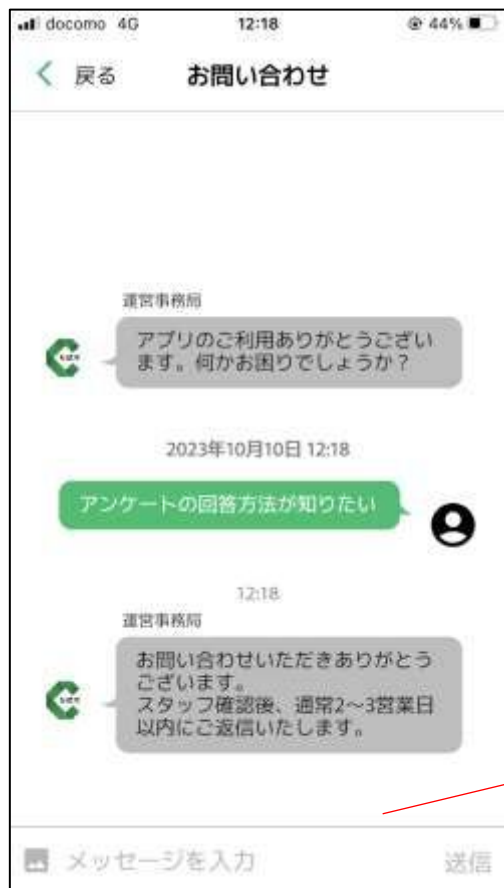 docomo 4G 12:18 44%
戻る お問い合わせ
運営事務局
アプリのご利用ありがとうござい
ます。何かお困りでしょうか？
2023年10月10日 12:18
アンケートの回答方法が知りたい
12:18
運営事務局
お問い合わせいただきありがとう
ございます。
スタッフ確認後、通常2～3営業日
以内にご返信いたします。
メッセージを入力 送信